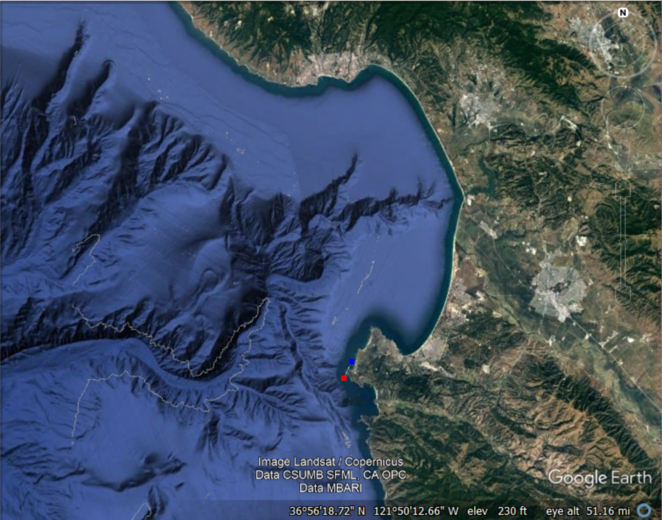 N
Image Landsat / Copernicus
Data CSUMB SFML, CA OPC
Data MBARI
Google Earth
36°56'18.72" N 121°50'12.66" W elev 230 ft eye alt 51.16 mi